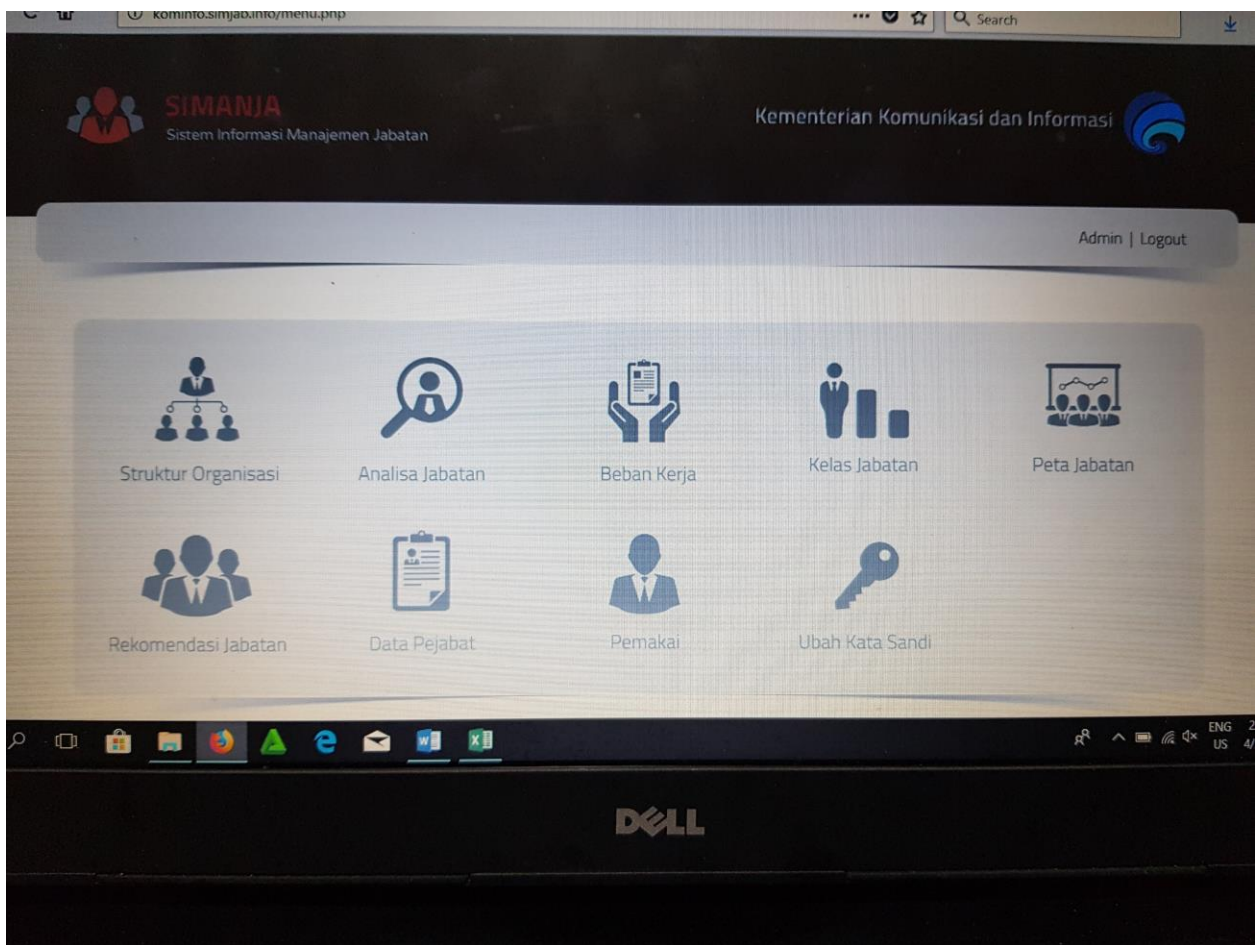 kominfo.simjab.info/menu.php
Search
SIMANJA
Sistem Informasi Manajemen Jabatan
Kementerian Komunikasi dan Informasi
Admin | Logout
Struktur Organisasi
Analisa Jabatan
Beban Kerja
Kelas Jabatan
Peta Jabatan
Rekomendasi Jabatan
Data Pejabat
Pemakai
Ubah Kata Sandi
ENG
US
DELL